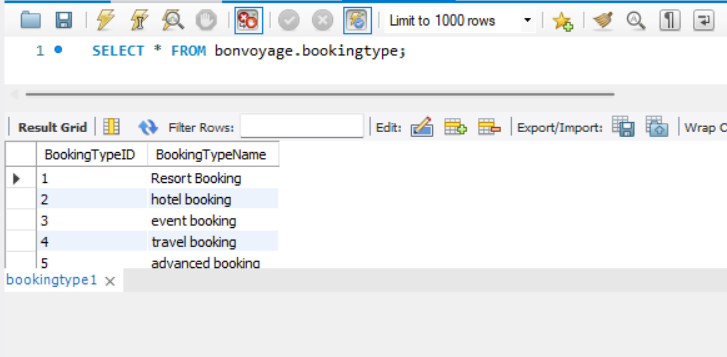 Limit to 1000 rows
1 SELECT * FROM bonvoyage.bookingtype;
Result Grid Filter Rows: Edit: Export/Import: Wrap C
BookingTypeID BookingTypeName
1 Resort Booking
2 hotel booking
3 event booking
4 travel booking
5 advanced booking
bookingtype1